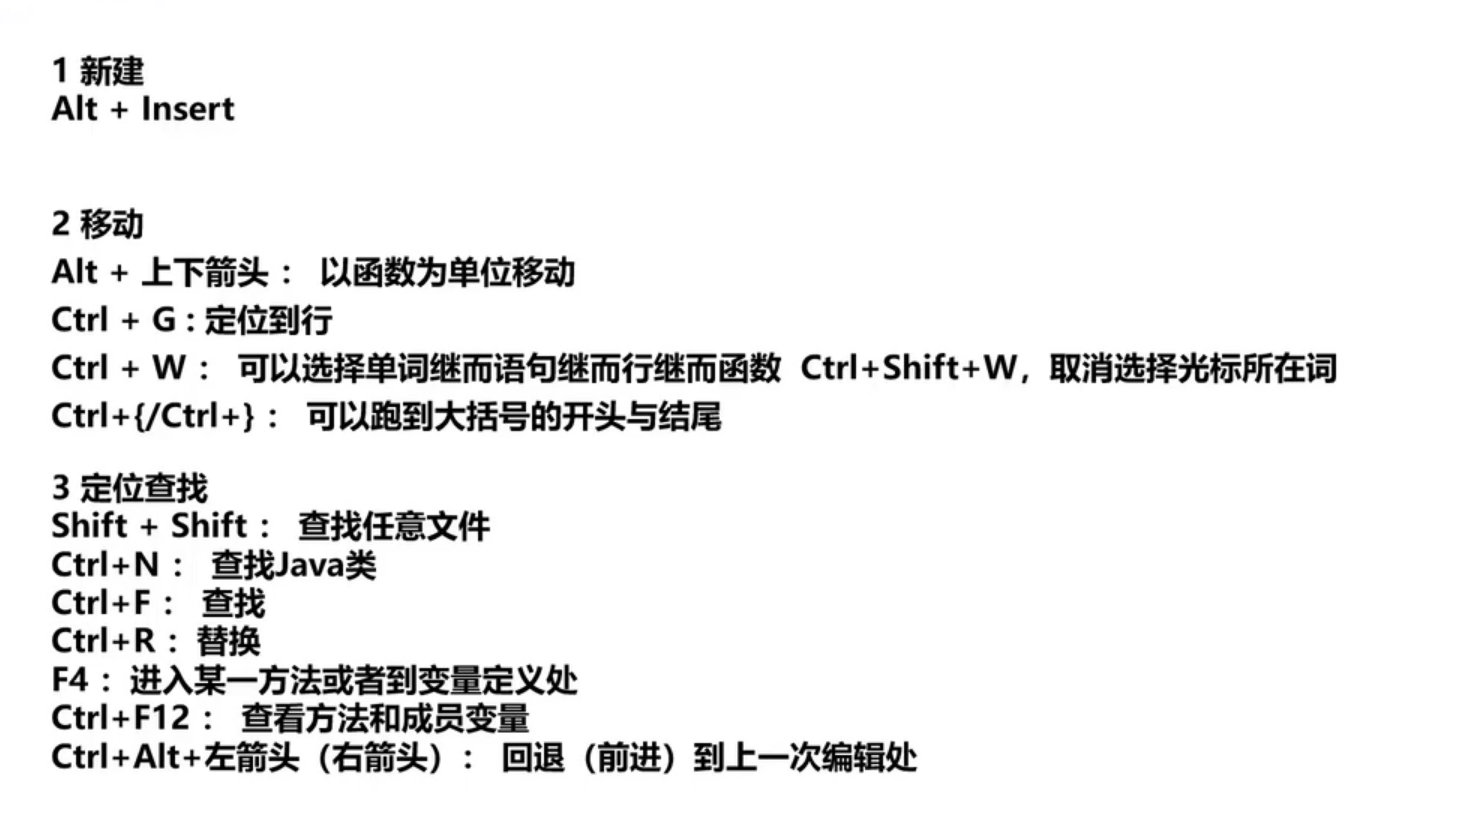 1 新建
Alt + Insert
2 移动
Alt + 上下箭头： 以函数为单位移动
Ctrl + G : 定位到行
Ctrl + W： 可以选择单词继而语句继而行继而函数 Ctrl+Shift+W，取消选择光标所在词
Ctrl+{/Ctrl+}： 可以跑到大括号的开头与结尾
3 定位查找
Shift + Shift： 查找任意文件
Ctrl+N： 查找Java类
Ctrl+F： 查找
Ctrl+R：替换
F4：进入某一方法或者到变量定义处
Ctrl+F12： 查看方法和成员变量
Ctrl+Alt+左箭头（右箭头）： 回退（前进）到上一次编辑处